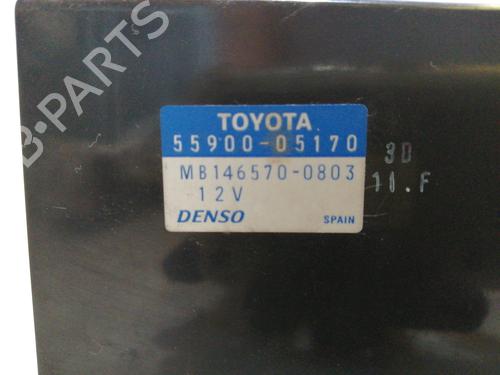 B-PARTS
TOYOTA
55900-05170
MB146570-0803
12V
DENSO SPAIN
3D
11.F